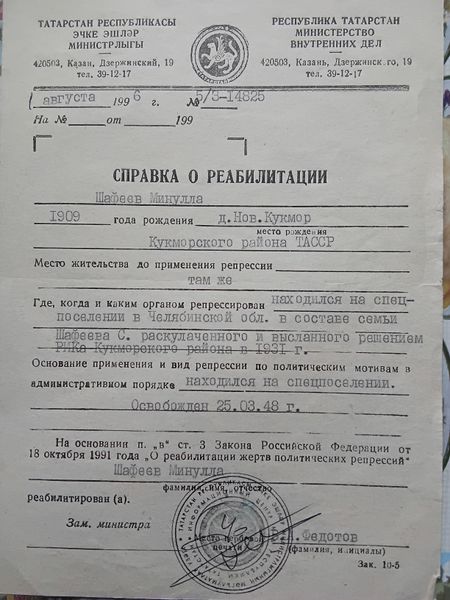 ТАТАРСТАН РЕСПУБЛИКАСЫ
ЭЧКЕ ЭШЛӘР
МИНИСТРЛЫГЫ
420503, Казан, Дзержинский, 19
тел. 39-12-17
РЕСПУБЛИКА ТАТАРСТАН
МИНИСТЕРСТВО
ВНУТРЕННИХ ДЕЛ
420503, Казань, Дзержинск.го, 19
тел. 39-12-17
августа 1996 г. № 5/3-14825
На № от 199
СПРАВКА О РЕАБИЛИТАЦИИ
Шафеев Минулла
1909 года рождения д.Нов.Кукмор
место рождения
Кукморского района ТАССР
Место жительства до применения репрессии
там же
Где, когда и каким органом репрессирован находился на спец-
поселении в Челябинской обл. в составе семьи
Шафеева С. раскулаченного и высланного решением
РИКа Кукморского района в 1931 г.
Основание применения и вид репрессии по политическим мотивам в
административном порядке находился на спецпоселении.
Освобожден 25.03.48 г.
На основании п. „в“ ст. 3 Закона Российской Федерации от
18 октября 1991 года „О реабилитации жертв политических репрессий“
Шафеев Минулла
фамилия, имя, отчество
реабилитирован (а).
Зам. министра
Место гербовой
печати
Федотов
(фамилия, инициалы)
Зак. 10-5